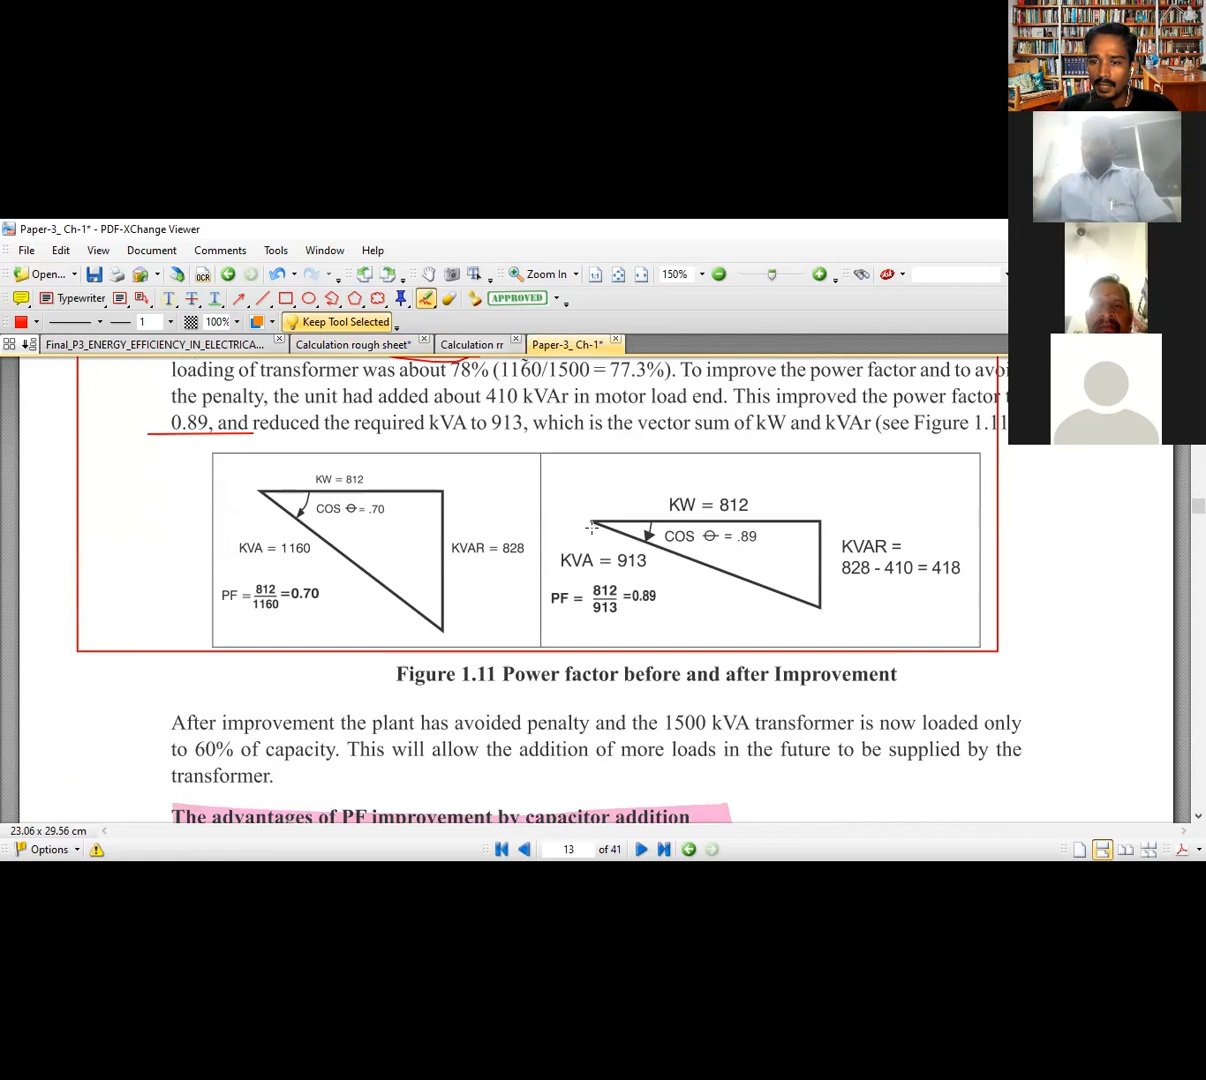 Paper-3_ Ch-1* - PDF-XChange Viewer
File Edit View Document Comments Tools Window Help
Open... OCR Zoom In 150%
Typewriter APPROVED
1 100% Keep Tool Selected
Final_P3_ENERGY_EFFICIENCY_IN_ELECTRICA... Calculation rough sheet* Calculation rr Paper-3_ Ch-1*
loading of transformer was about 78% (1160/1500 = 77.3%). To improve the power factor and to avoi
the penalty, the unit had added about 410 kVAr in motor load end. This improved the power factor
0.89, and reduced the required kVA to 913, which is the vector sum of kW and kVAr (see Figure 1.11
KW = 812
COS Θ = .70
KVA = 1160
KVAR = 828
PF = 812/1160 =0.70
KW = 812
COS Θ = .89
KVA = 913
KVAR =
828 - 410 = 418
PF = 812/913 =0.89
Figure 1.11 Power factor before and after Improvement
After improvement the plant has avoided penalty and the 1500 kVA transformer is now loaded only
to 60% of capacity. This will allow the addition of more loads in the future to be supplied by the
transformer.
The advantages of PF improvement by capacitor addition
23.06 x 29.56 cm
Options 13 of 41